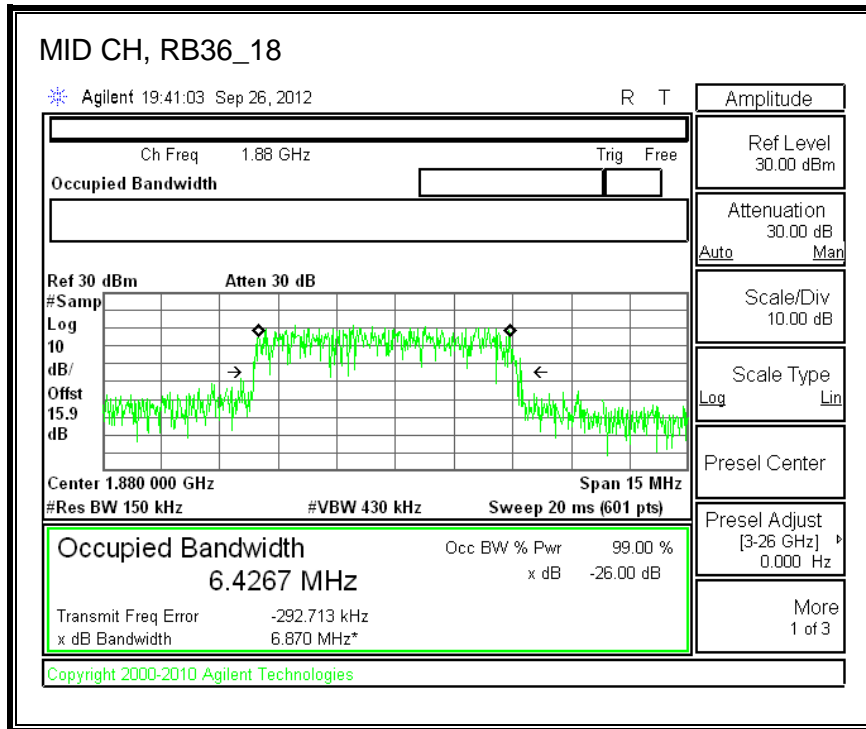 MID CH, RB36_18
Agilent 19:41:03 Sep 26, 2012 R T
Ch Freq 1.88 GHz Trig Free
Occupied Bandwidth
Ref 30 dBm Atten 30 dB
#Samp
Log
10
dB/
Offst
15.9
dB
Center 1.880 000 GHz Span 15 MHz
#Res BW 150 kHz #VBW 430 kHz Sweep 20 ms (601 pts)
Occupied Bandwidth Occ BW % Pwr 99.00 %
6.4267 MHz x dB -26.00 dB
Transmit Freq Error -292.713 kHz
x dB Bandwidth 6.870 MHz*
Copyright 2000-2010 Agilent Technologies
Amplitude
Ref Level
30.00 dBm
Attenuation
30.00 dB
Auto Man
Scale/Div
10.00 dB
Scale Type
Log Lin
Presel Center
Presel Adjust
[3-26 GHz]
0.000 Hz
More
1 of 3